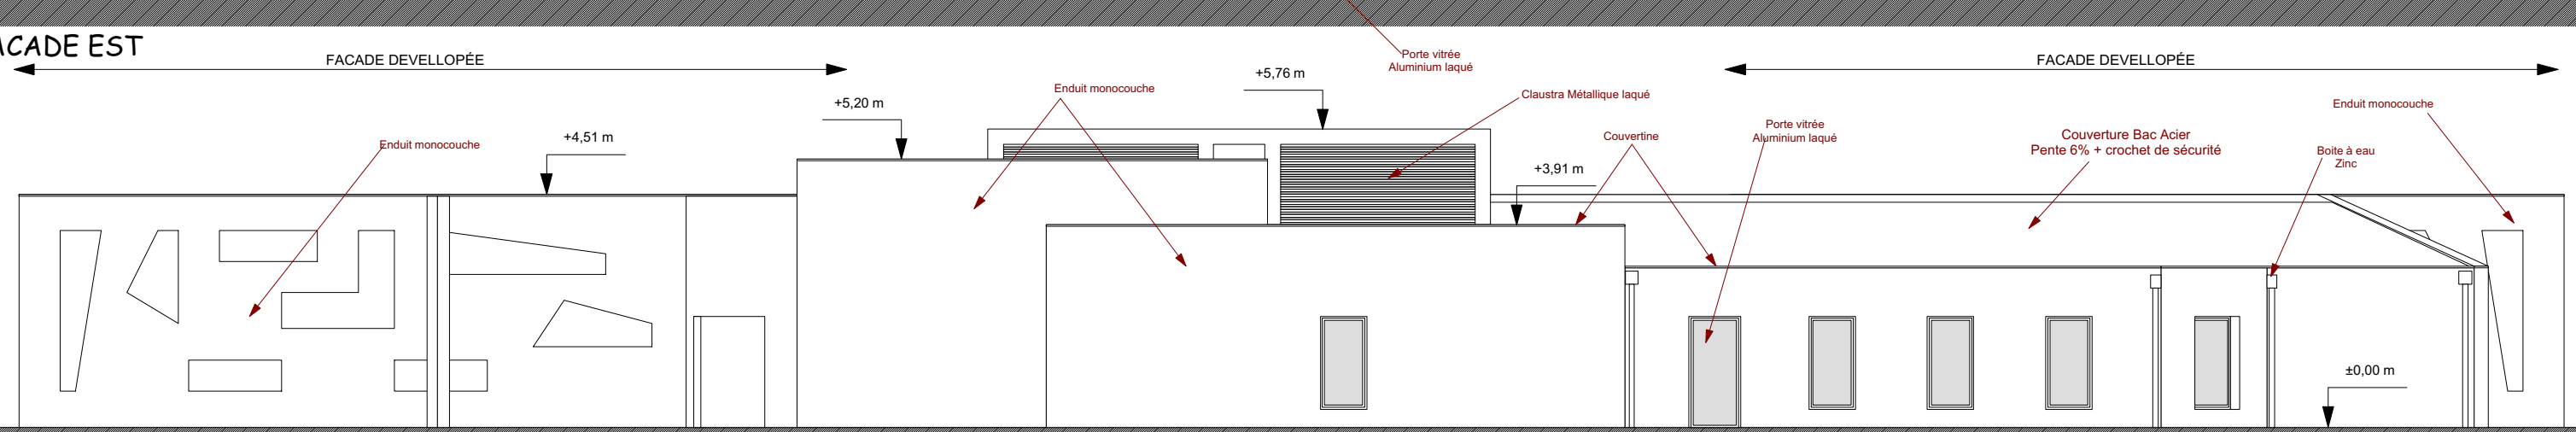 ACADE EST
FACADE DEVELLOPÉE
Porte vitrée
Aluminium laqué
FACADE DEVELLOPÉE
+5,76 m
Enduit monocouche
Claustra Métallique laqué
+5,20 m
Enduit monocouche
Porte vitrée
Aluminium laqué
Couverture Bac Acier
Pente 6% + crochet de sécurité
Couvertine
+4,51 m
Enduit monocouche
Boite à eau
Zinc
+3,91 m
±0,00 m